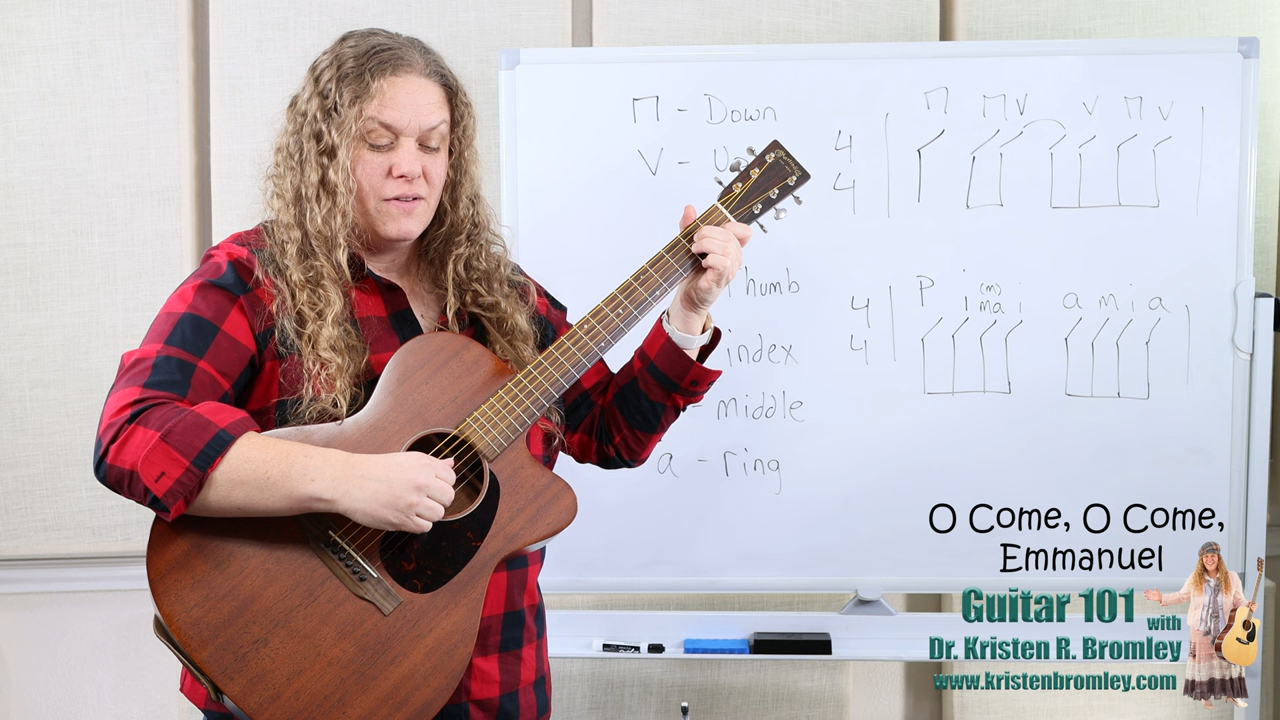 ⊓ - Down
V -
⊓ ⊓ V V ⊓ V
4
4
humb
index
- middle
a - ring
P i (m) ma i a m i a
4
4
O Come, O Come,
Emmanuel
Guitar 101
with
Dr. Kristen R. Bromley
www.kristenbromley.com